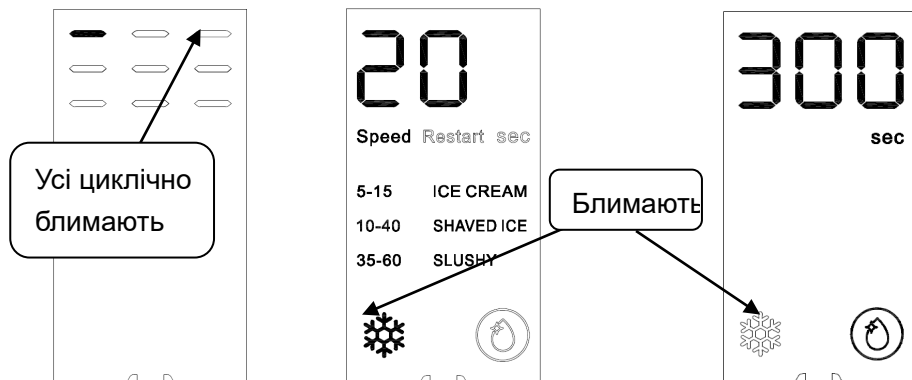 20
Speed Restart sec
5-15 ICE CREAM
10-40 SHAVED ICE
35-60 SLUSHY
300
sec
Усі циклічно
блимають
Блимають